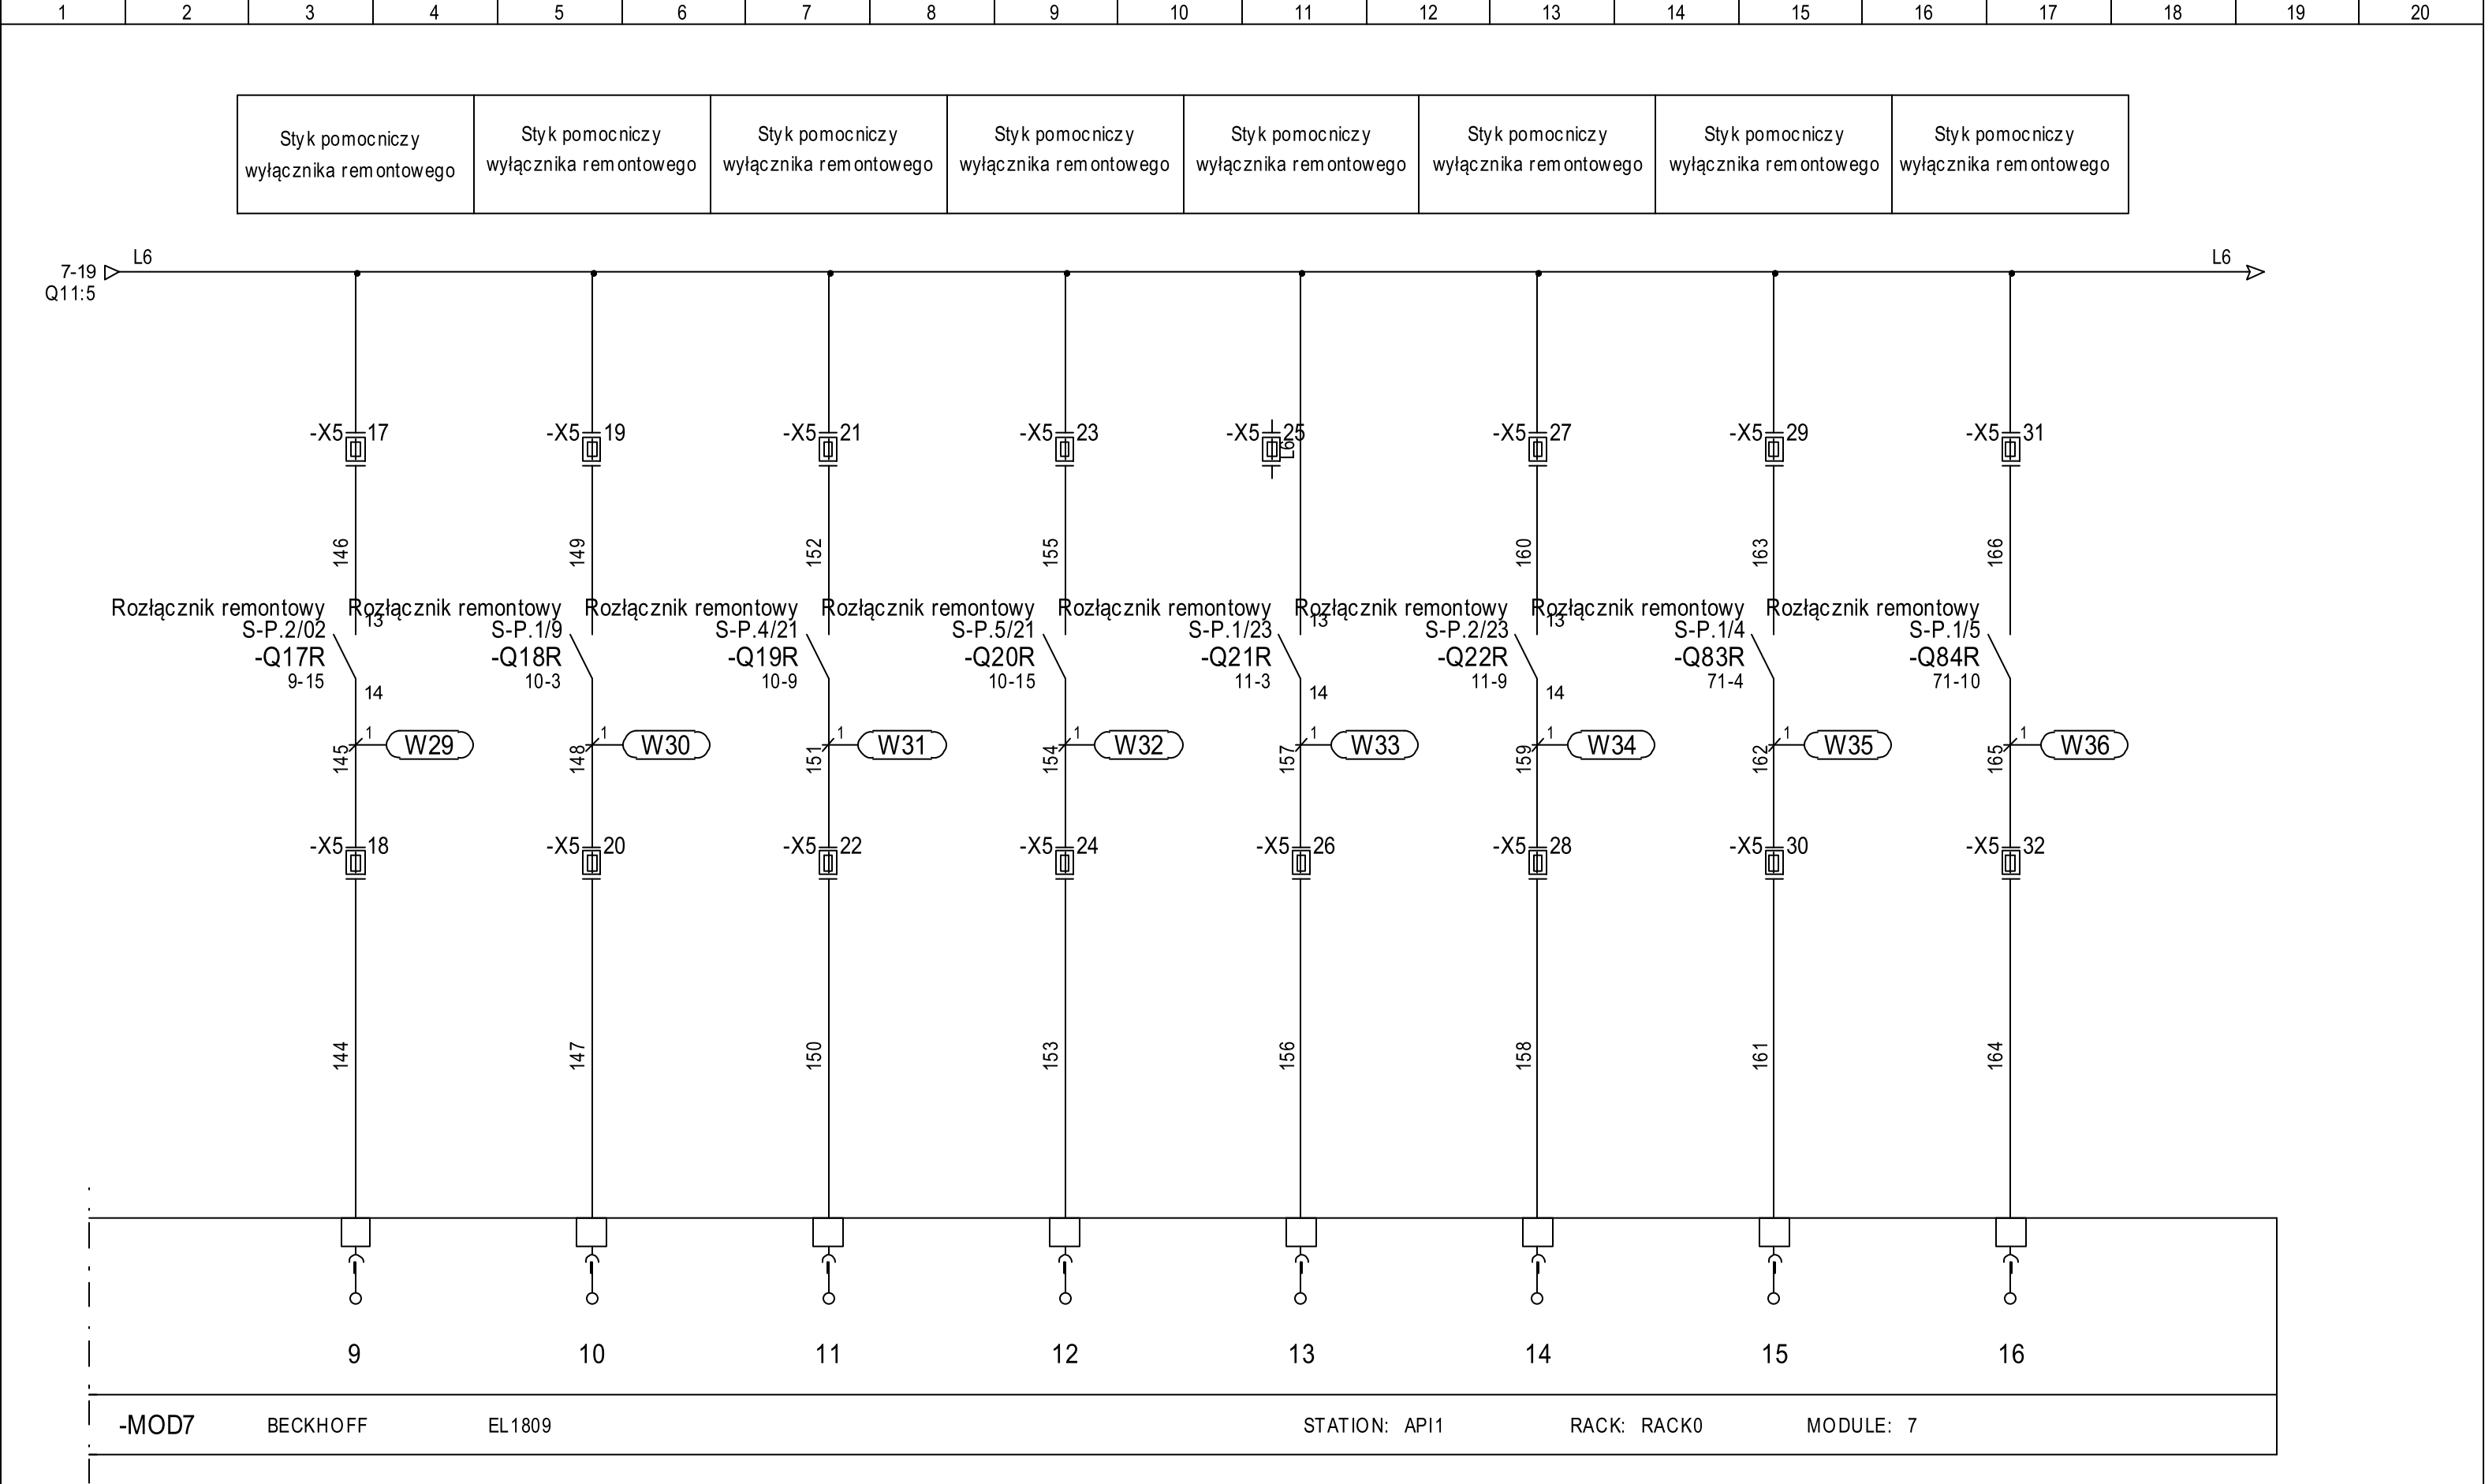 1 2 3 4 5 6 7 8 9 10 11 12 13 14 15 16 17 18 19 20
Styk pomocniczy
wyłącznika remontowego
Styk pomocniczy
wyłącznika remontowego
Styk pomocniczy
wyłącznika remontowego
Styk pomocniczy
wyłącznika remontowego
Styk pomocniczy
wyłącznika remontowego
Styk pomocniczy
wyłącznika remontowego
Styk pomocniczy
wyłącznika remontowego
Styk pomocniczy
wyłącznika remontowego
L6 L6
7-19
Q11:5
-X5 17 -X5 19 -X5 21 -X5 23 -X5 25 -X5 27 -X5 29 -X5 31
L6
146 149 152 155 160 163 166
Rozłącznik remontowy Rozłącznik remontowy Rozłącznik remontowy Rozłącznik remontowy Rozłącznik remontowy Rozłącznik remontowy Rozłącznik remontowy Rozłącznik remontowy
13 13 13
S-P.2/02 S-P.1/9 S-P.4/21 S-P.5/21 S-P.1/23 S-P.2/23 S-P.1/4 S-P.1/5
-Q17R -Q18R -Q19R -Q20R -Q21R -Q22R -Q83R -Q84R
9-15 10-3 10-9 10-15 11-3 11-9 71-4 71-10
14 14 14
1 1 1 1 1 1 1 1
W29 W30 W31 W32 W33 W34 W35 W36
145 148 151 154 157 159 162 165
-X5 18 -X5 20 -X5 22 -X5 24 -X5 26 -X5 28 -X5 30 -X5 32
144 147 150 153 156 158 161 164
9 10 11 12 13 14 15 16
-MOD7 BECKHOFF EL1809 STATION: API1 RACK: RACK0 MODULE: 7